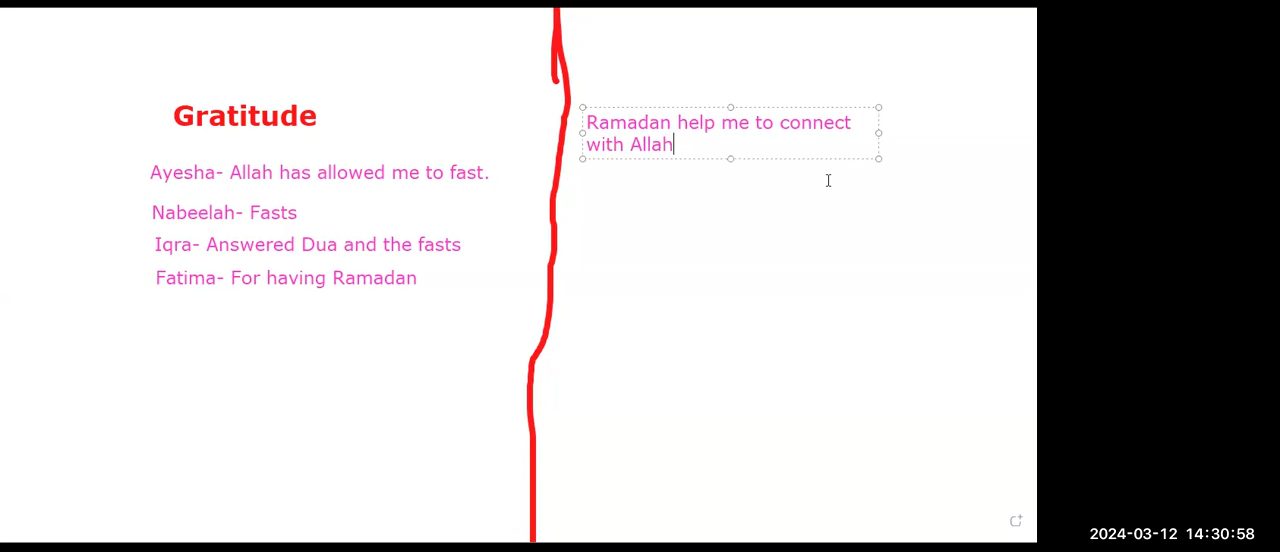 Gratitude
Ayesha- Allah has allowed me to fast.
Nabeelah- Fasts
Iqra- Answered Dua and the fasts
Fatima- For having Ramadan
Ramadan help me to connect
with Allah
2024-03-12 14:30:58